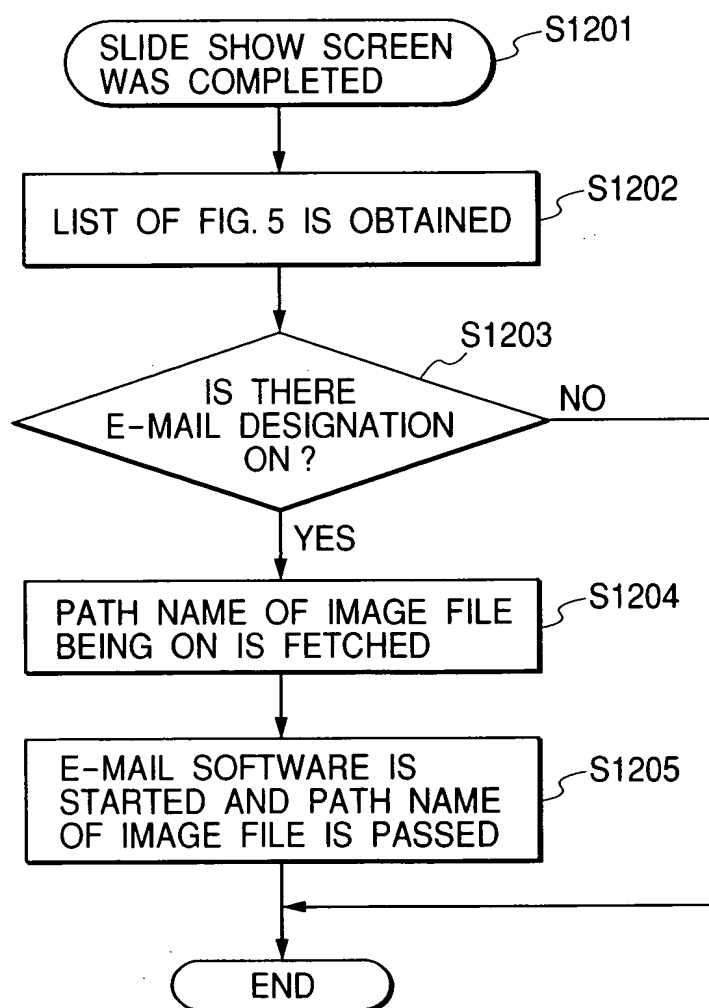 SLIDE SHOW SCREEN
WAS COMPLETED
S1201
LIST OF FIG. 5 IS OBTAINED
S1202
S1203
IS THERE
E-MAIL DESIGNATION
ON ?
NO
YES
PATH NAME OF IMAGE FILE
BEING ON IS FETCHED
S1204
E-MAIL SOFTWARE IS
STARTED AND PATH NAME
OF IMAGE FILE IS PASSED
S1205
END